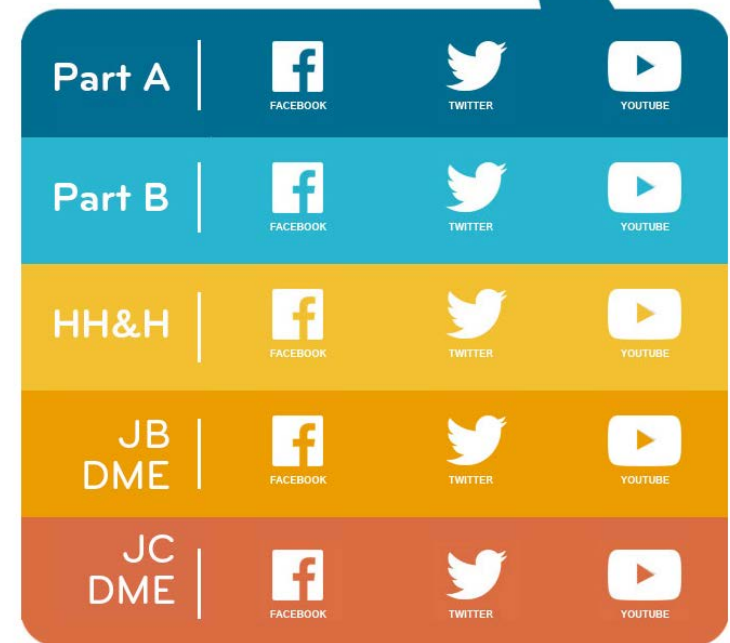 Part A
FACEBOOK TWITTER YOUTUBE
Part B
FACEBOOK TWITTER YOUTUBE
HH&H
FACEBOOK TWITTER YOUTUBE
JB
DME
FACEBOOK TWITTER YOUTUBE
JC
DME
FACEBOOK TWITTER YOUTUBE